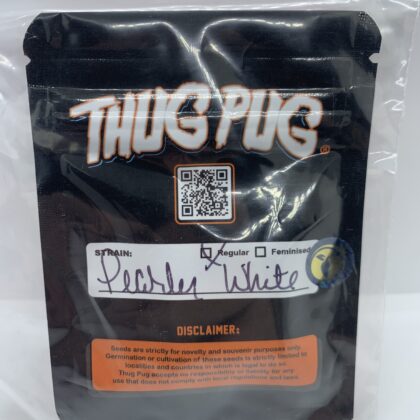 THUG PUG
STRAIN: Regular Feminised
Pearly White
DISCLAIMER:
Seeds are strictly for novelty and souvenir purposes only.
Germination or cultivation of these seeds is strictly limited to
localities and countries in which is legal to do so.
Thug Pug accepts no responsibility or liability for any
use that does not comply with local regulations and laws.